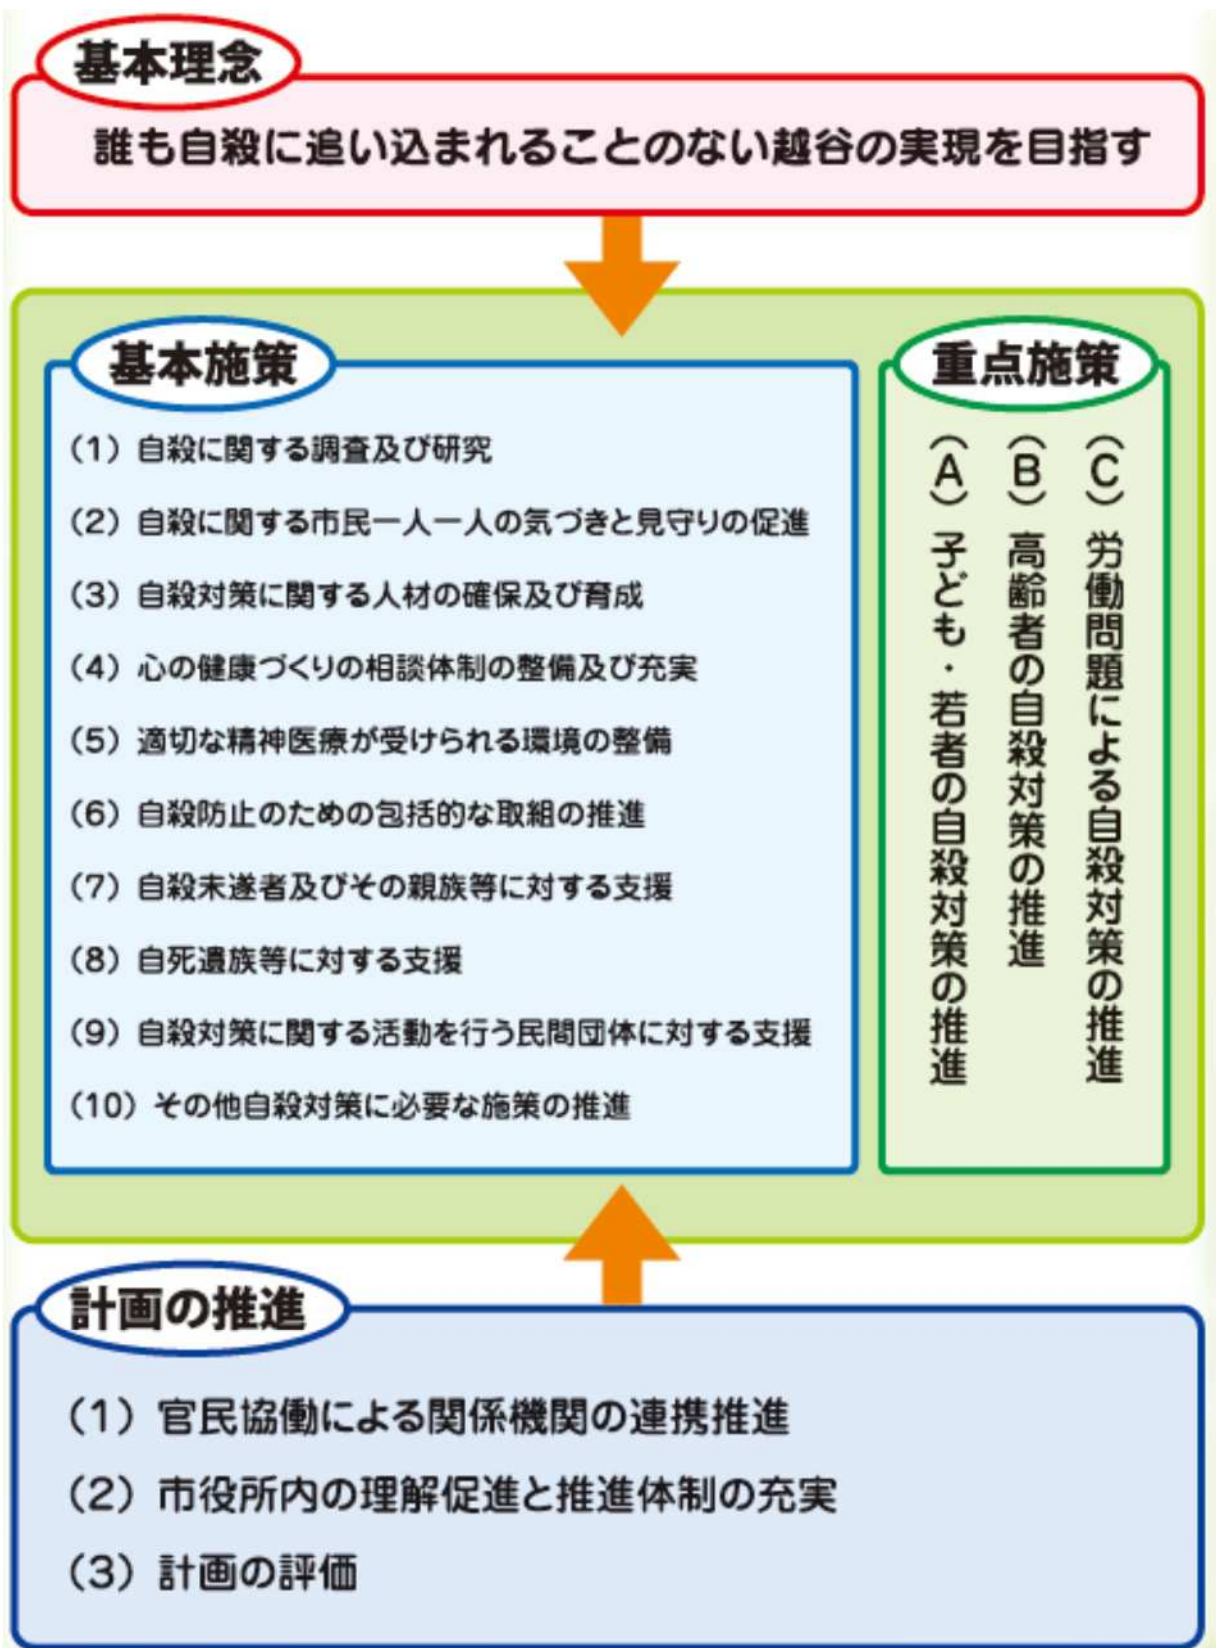 基本理念
誰も自殺に追い込まれることのない越谷の実現を目指す
基本施策
（1）自殺に関する調査及び研究
（2）自殺に関する市民一人一人の気づきと見守りの促進
（3）自殺対策に関する人材の確保及び育成
（4）心の健康づくりの相談体制の整備及び充実
（5）適切な精神医療が受けられる環境の整備
（6）自殺防止のための包括的な取組の推進
（7）自殺未遂者及びその親族等に対する支援
（8）自死遺族等に対する支援
（9）自殺対策に関する活動を行う民間団体に対する支援
（10）その他自殺対策に必要な施策の推進
重点施策
（A）子ども・若者の自殺対策の推進
（B）高齢者の自殺対策の推進
（C）労働問題による自殺対策の推進
計画の推進
（1）官民協働による関係機関の連携推進
（2）市役所内の理解促進と推進体制の充実
（3）計画の評価